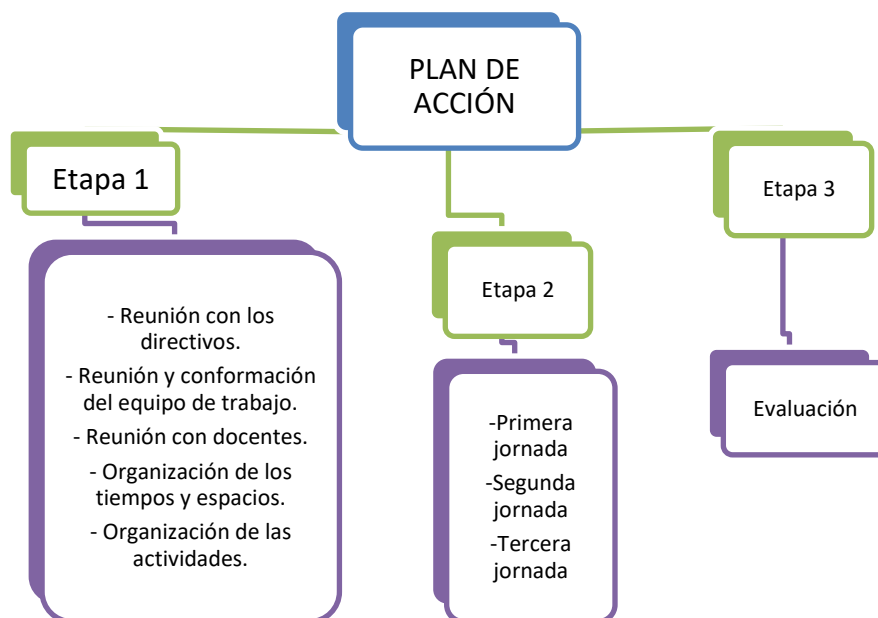 PLAN DE
ACCIÓN
Etapa 1
- Reunión con los
directivos.
- Reunión y conformación
del equipo de trabajo.
- Reunión con docentes.
- Organización de los
tiempos y espacios.
- Organización de las
actividades.
Etapa 2
-Primera
jornada
-Segunda
jornada
-Tercera
jornada
Etapa 3
Evaluación